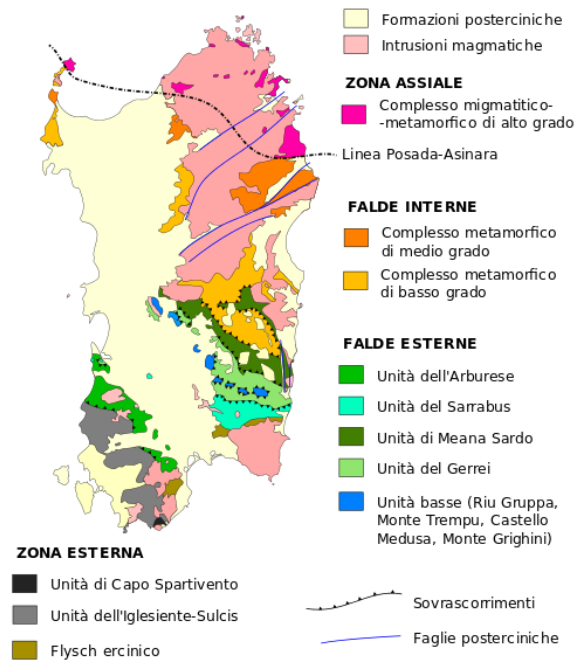 Formazioni posterciniche
Intrusioni magmatiche
ZONA ASSIALE
Complesso migmatitico-
-metamorfico di alto grado
Linea Posada-Asinara
FALDE INTERNE
Complesso metamorfico
di medio grado
Complesso metamorfico
di basso grado
FALDE ESTERNE
Unità dell'Arburese
Unità del Sarrabus
Unità di Meana Sardo
Unità del Gerrei
Unità basse (Riu Gruppa,
Monte Trempu, Castello
Medusa, Monte Grighini)
ZONA ESTERNA
Unità di Capo Spartivento
Unità dell'Iglesiente-Sulcis
Flysch ercinico
Sovrascorrimenti
Faglie posterciniche